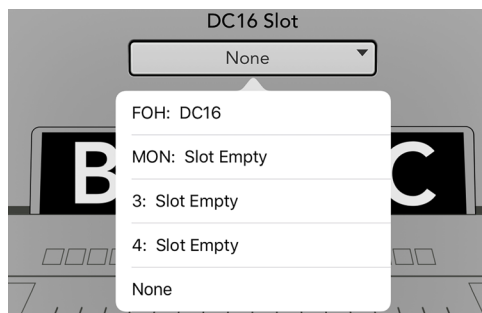 DC16 Slot
None
FOH: DC16
MON: Slot Empty
3: Slot Empty
4: Slot Empty
None
B
C